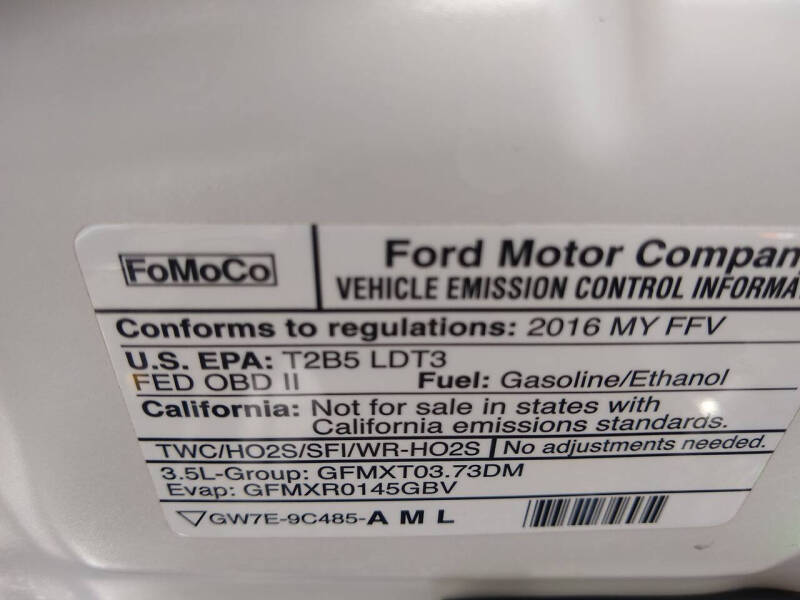 FoMoCo
Ford Motor Compan
VEHICLE EMISSION CONTROL INFORMA
Conforms to regulations: 2016 MY FFV
U.S. EPA: T2B5 LDT3
FED OBD II Fuel: Gasoline/Ethanol
California: Not for sale in states with
California emissions standards.
TWC/HO2S/SFI/WR-HO2S No adjustments needed.
3.5L-Group: GFMXT03.73DM
Evap: GFMXR0145GBV
GW7E-9C485-A M L